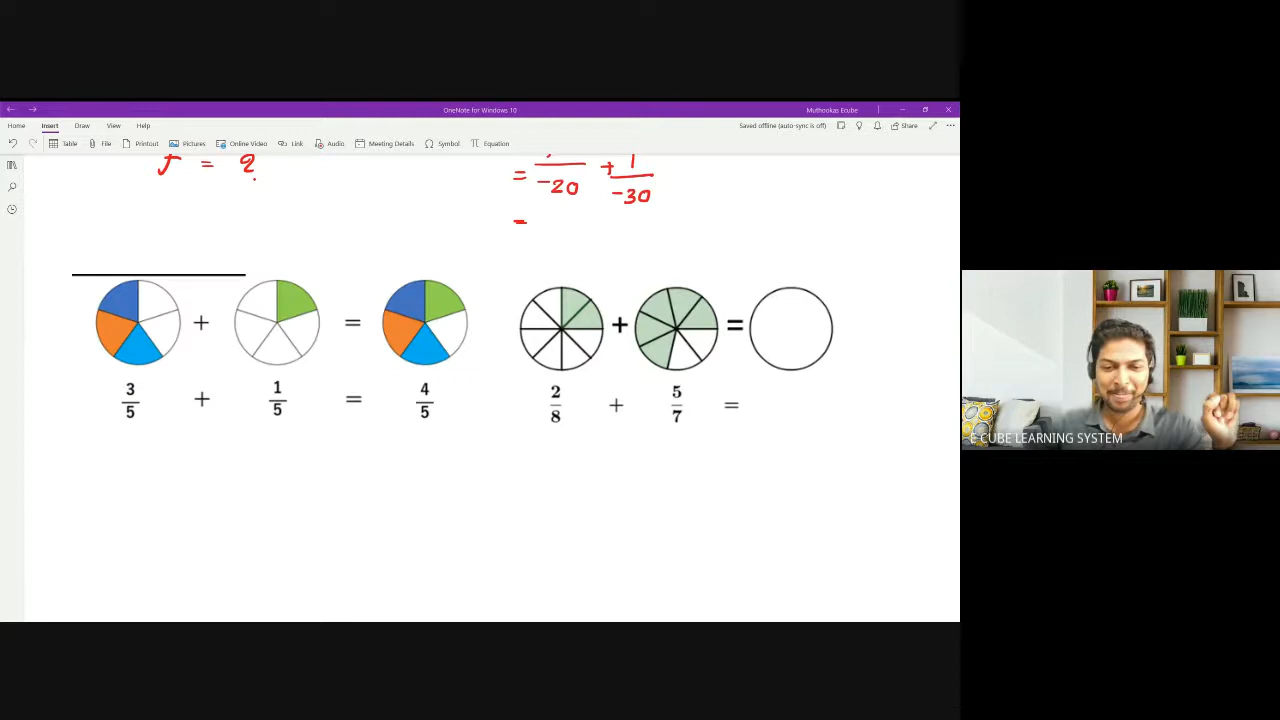 OneNote for Windows 10
Muthookas Ecube
Home Insert Draw View Help
Saved offline (auto-sync is off)
Share
Table File Printout Pictures Online Video Link Audio Meeting Details Symbol Equation
f = ?
= -20 + 1/-30
=
+ =
+ =
3/5 + 1/5 = 4/5
2/8 + 5/7 =
E CUBE LEARNING SYSTEM